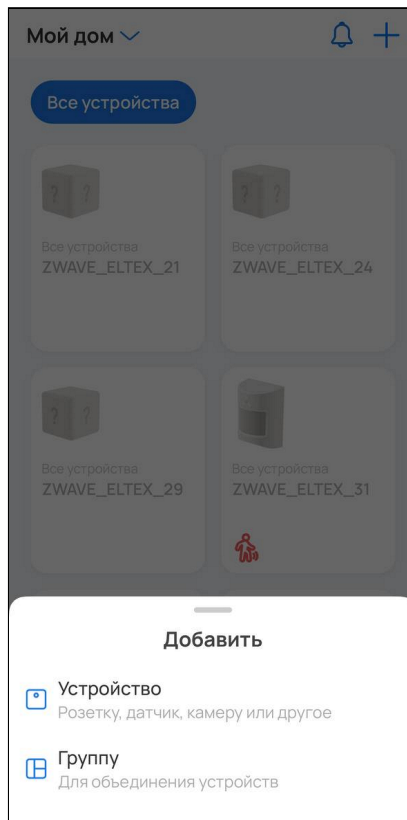 Мой дом
Все устройства
? ?
? ?
Все устройства
Все устройства
ZWAVE_ELTEX_21
ZWAVE_ELTEX_24
? ?
Все устройства
Все устройства
ZWAVE_ELTEX_29
ZWAVE_ELTEX_31
Добавить
Устройство
Розетку, датчик, камеру или другое
Группу
Для объединения устройств